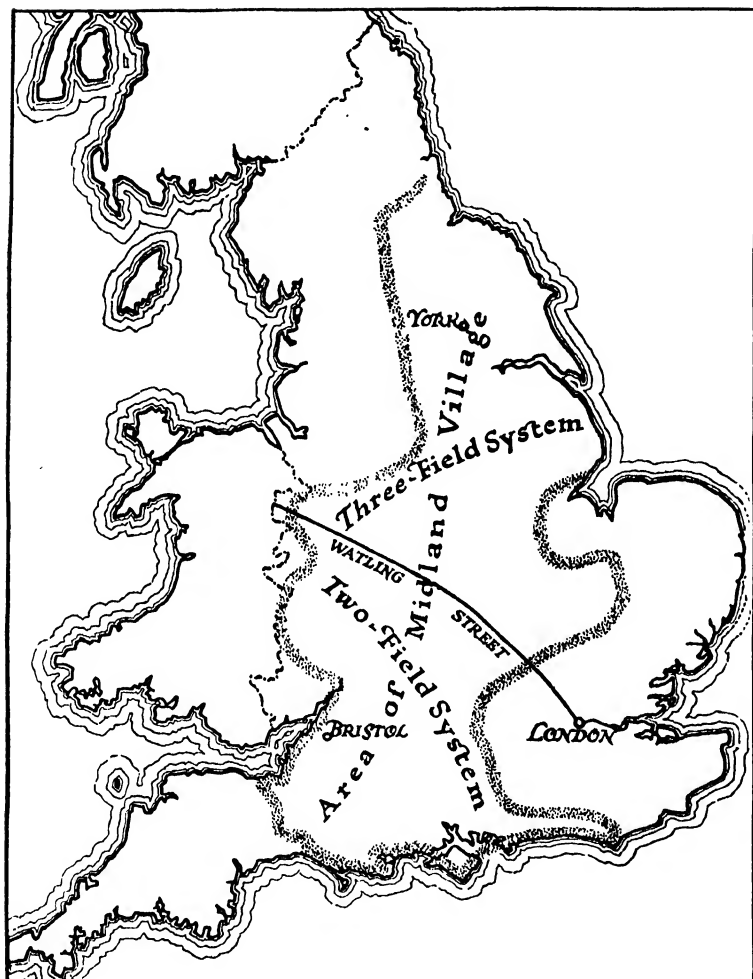 YORK
Area of Midland Village
Three-Field System
WATLING STREET
Two-Field System
BRISTOL
LONDON